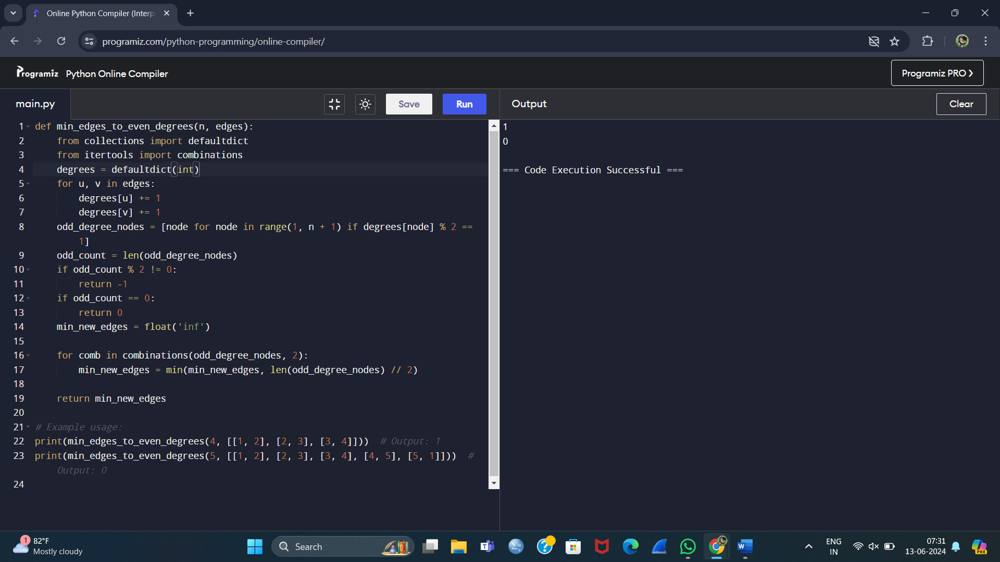 Online Python Compiler (Interp
programiz.com/python-programming/online-compiler/
Programiz Python Online Compiler
Programiz PRO
main.py
Save
Run
Output
Clear
1 def min_edges_to_even_degrees(n, edges):
2     from collections import defaultdict
3     from itertools import combinations
4     degrees = defaultdict(int)
5     for u, v in edges:
6         degrees[u] += 1
7         degrees[v] += 1
8     odd_degree_nodes = [node for node in range(1, n + 1) if degrees[node] % 2 ==
        1]
9     odd_count = len(odd_degree_nodes)
10     if odd_count % 2 != 0:
11         return -1
12     if odd_count == 0:
13         return 0
14     min_new_edges = float('inf')
15
16     for comb in combinations(odd_degree_nodes, 2):
17         min_new_edges = min(min_new_edges, len(odd_degree_nodes) // 2)
18
19     return min_new_edges
20
21 # Example usage:
22 print(min_edges_to_even_degrees(4, [[1, 2], [2, 3], [3, 4]]))  # Output: 1
23 print(min_edges_to_even_degrees(5, [[1, 2], [2, 3], [3, 4], [4, 5], [5, 1]]))  #
    Output: 0
24
1
0
=== Code Execution Successful ===
1
82°F
Mostly cloudy
Search
ENG
IN
07:31
13-06-2024
PRE